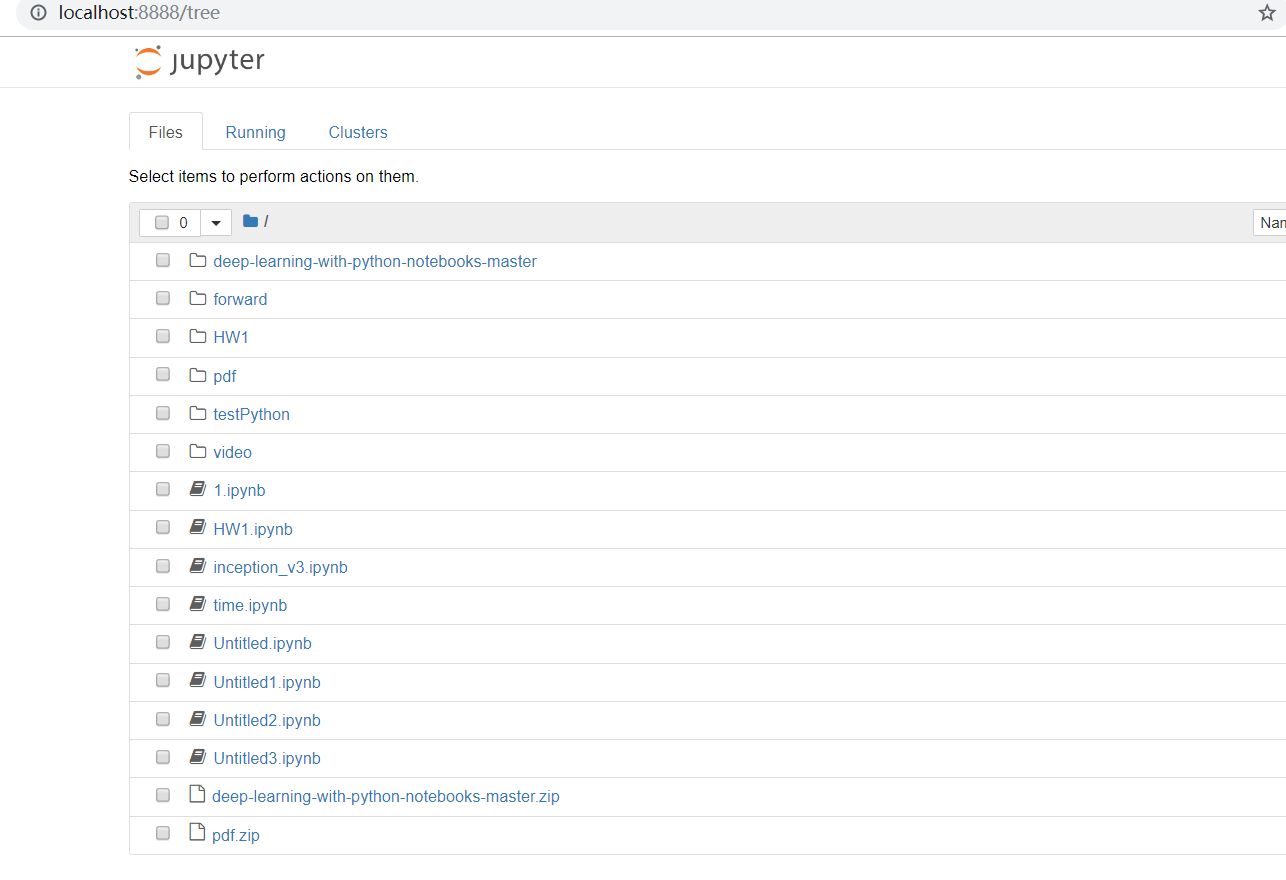 localhost:8888/tree
jupyter
Files Running Clusters
Select items to perform actions on them.
0 / Nam
deep-learning-with-python-notebooks-master
forward
HW1
pdf
testPython
video
1.ipynb
HW1.ipynb
inception_v3.ipynb
time.ipynb
Untitled.ipynb
Untitled1.ipynb
Untitled2.ipynb
Untitled3.ipynb
deep-learning-with-python-notebooks-master.zip
pdf.zip